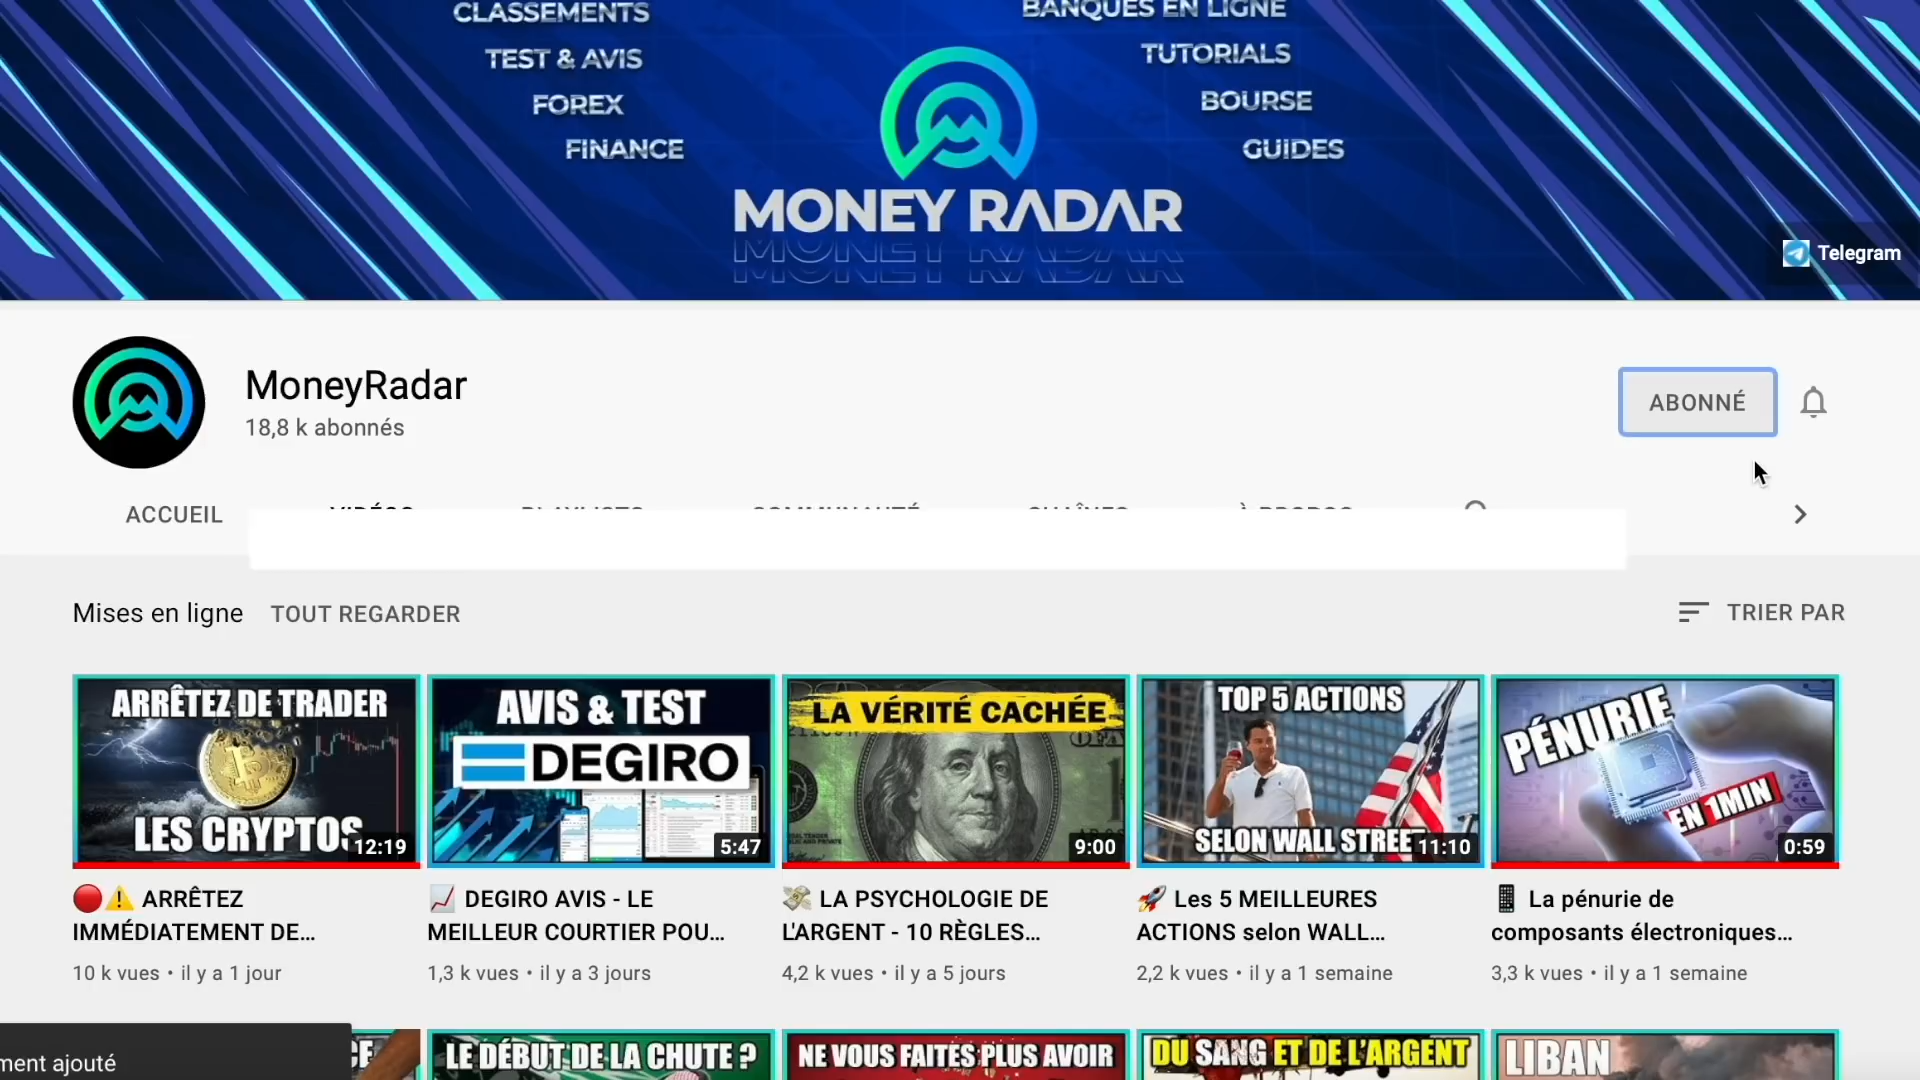 CLASSEMENTS
TEST & AVIS
FOREX
FINANCE
BANQUES EN LIGNE
TUTORIALS
BOURSE
GUIDES
MONEY RADAR
Telegram
MoneyRadar
18,8 k abonnés
ABONNÉ
ACCUEIL
VIDÉOS
PLAYLISTS
COMMUNAUTÉ
CHAÎNES
À PROPOS
Mises en ligne
TOUT REGARDER
TRIER PAR
ARRÊTEZ DE TRADER
LES CRYPTOS
12:19
AVIS & TEST
DEGIRO
5:47
LA VÉRITÉ CACHÉE
9:00
TOP 5 ACTIONS
SELON WALL STREET
11:10
PÉNURIE
EN 1MIN
0:59
🔴⚠️ ARRÊTEZ
IMMÉDIATEMENT DE...
10 k vues • il y a 1 jour
📈 DEGIRO AVIS - LE
MEILLEUR COURTIER POU...
1,3 k vues • il y a 3 jours
💸 LA PSYCHOLOGIE DE
L'ARGENT - 10 RÈGLES...
4,2 k vues • il y a 5 jours
🚀 Les 5 MEILLEURES
ACTIONS selon WALL...
2,2 k vues • il y a 1 semaine
📱 La pénurie de
composants électroniques...
3,3 k vues • il y a 1 semaine
ment ajouté
LE DÉBUT DE LA CHUTE ?
NE VOUS FAITES PLUS AVOIR
DU SANG ET DE L'ARGENT
LIBAN